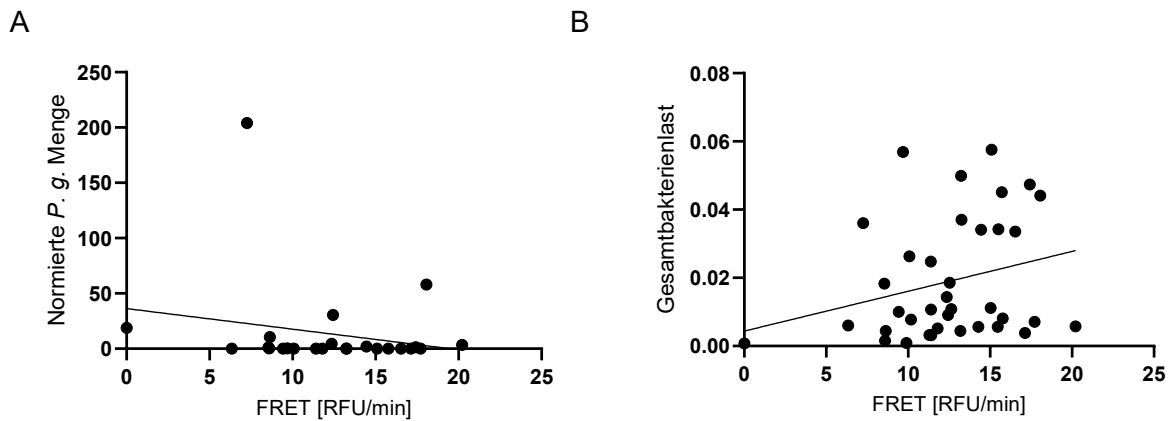 A
Normierte P. g. Menge
250
200
150
100
50
0
0 5 10 15 20 25
FRET [RFU/min]
B
Gesamtbakterienlast
0.08
0.06
0.04
0.02
0.00
0 5 10 15 20 25
FRET [RFU/min]